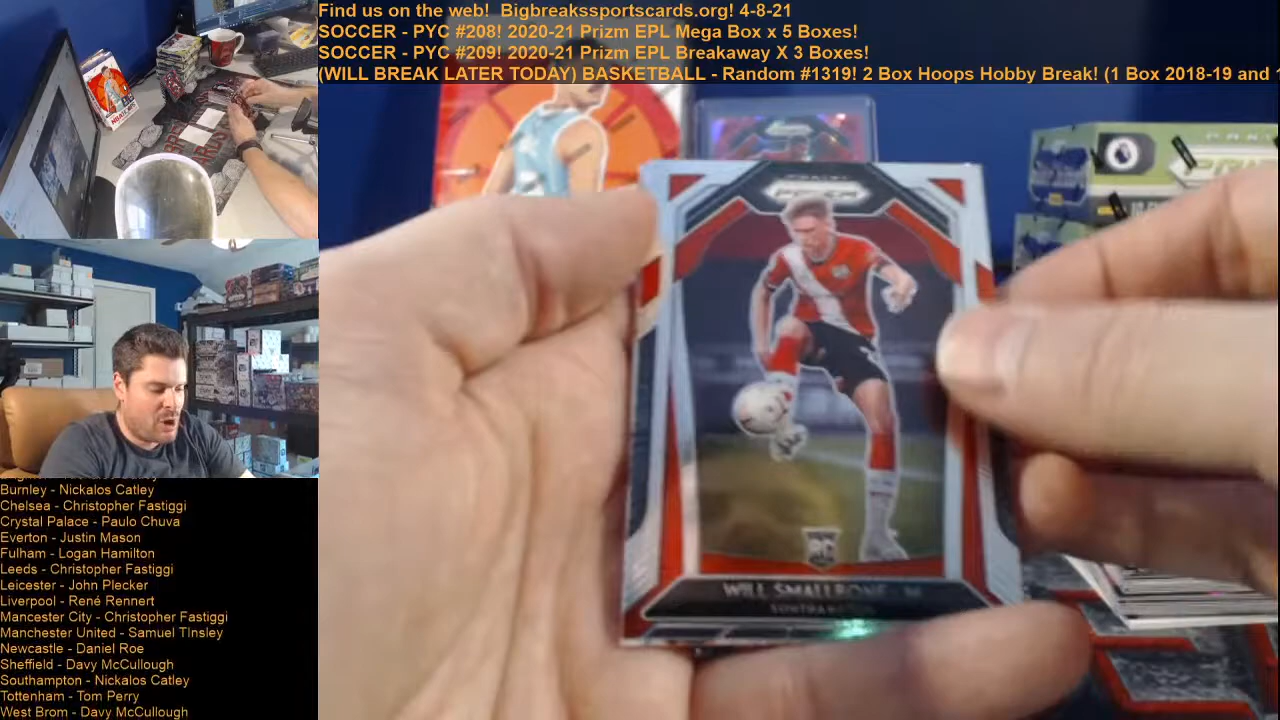 Find us on the web!  Bigbreakssportscards.org! 4-8-21
SOCCER - PYC #208! 2020-21 Prizm EPL Mega Box x 5 Boxes!
SOCCER - PYC #209! 2020-21 Prizm EPL Breakaway X 3 Boxes!
(WILL BREAK LATER TODAY) BASKETBALL - Random #1319! 2 Box Hoops Hobby Break! (1 Box 2018-19 and
PANINI
PRIZM
RC
WILL SMALLBONE - M
SOUTHAMPTON
Burnley - Nickalos Catley
Chelsea - Christopher Fastiggi
Crystal Palace - Paulo Chuva
Everton - Justin Mason
Fulham - Logan Hamilton
Leeds - Christopher Fastiggi
Leicester - John Plecker
Liverpool - René Rennert
Mancester City - Christopher Fastiggi
Manchester United - Samuel TInsley
Newcastle - Daniel Roe
Sheffield - Davy McCullough
Southampton - Nickalos Catley
Tottenham - Tom Perry
West Brom - Davy McCullough